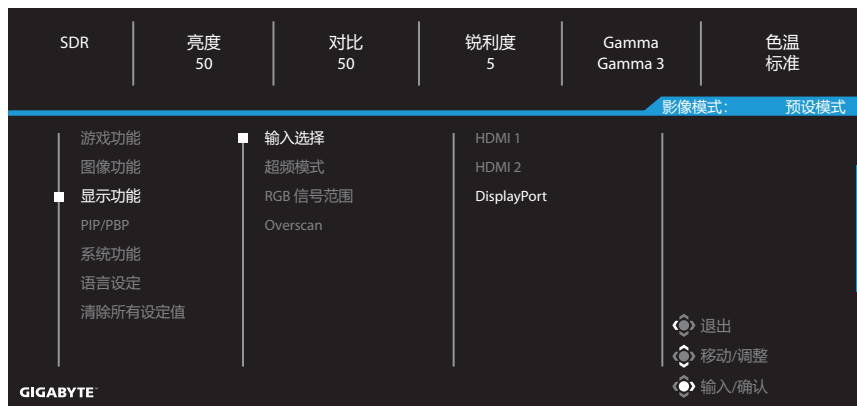 SDR
亮度
50
对比
50
锐利度
5
Gamma
Gamma 3
色温
标准
影像模式: 预设模式
游戏功能
图像功能
显示功能
PIP/PBP
系统功能
语言设定
清除所有设定值
输入选择
超频模式
RGB 信号范围
Overscan
HDMI 1
HDMI 2
DisplayPort
退出
移动/调整
输入/确认
GIGABYTE™